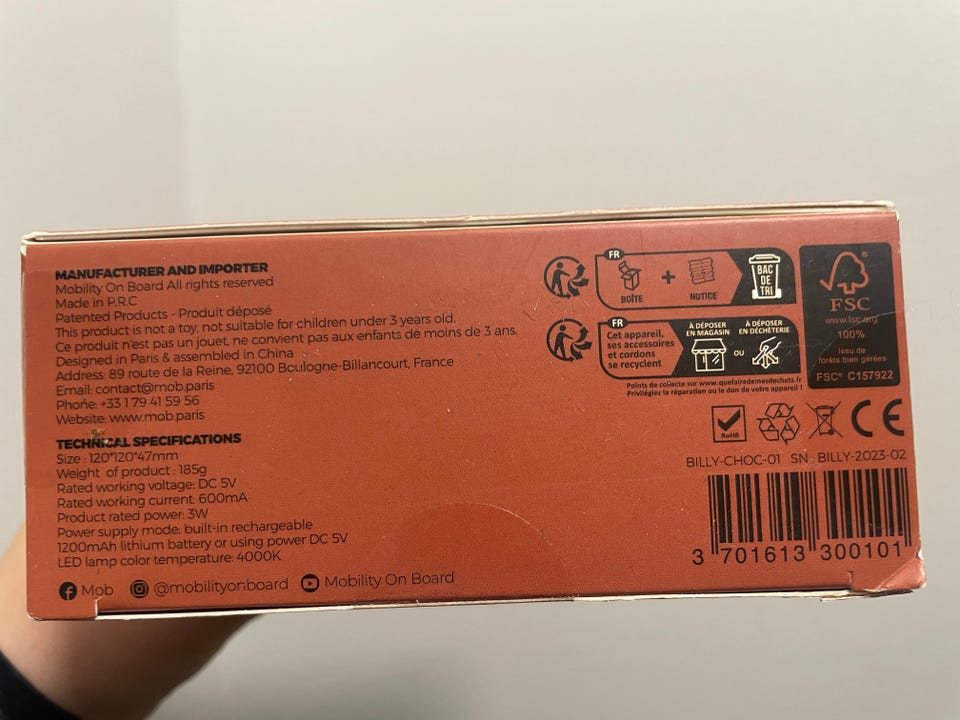 MANUFACTURER AND IMPORTER
Mobility On Board All rights reserved
Made in P.R.C
Patented Products - Produit déposé
This product is not a toy, not suitable for children under 3 years old.
Ce produit n'est pas un jouet, ne convient pas aux enfants de moins de 3 ans.
Designed in Paris & assembled in China
Address: 89 route de la Reine, 92100 Boulogne-Billancourt, France
Email: contact@mob.paris
Phone: +33 1 79 41 59 56
Website: www.mob.paris
TECHNICAL SPECIFICATIONS
Size : 120*120*47mm
Weight of product : 185g
Rated working voltage: DC 5V
Rated working current: 600mA
Product rated power: 3W
Power supply mode: built-in rechargeable
1200mAh lithium battery or using power DC 5V
LED lamp color temperature: 4000K
Mob @mobilityonboard Mobility On Board
FR
BOÎTE + NOTICE
BAC
DE
TRI
FR
Cet appareil,
ses accessoires
et cordons
se recyclent
À DÉPOSER
EN MAGASIN
OU
À DÉPOSER
EN DÉCHÈTERIE
Points de collecte sur www.quefairedemesdechets.fr
Privilégiez la réparation ou le don de votre appareil !
FSC
www.fsc.org
100%
Issu de
forêts bien gérées
FSC® C157922
RoHS
CE
BILLY-CHOC-01 SN : BILLY-2023-02
3 701613 300101